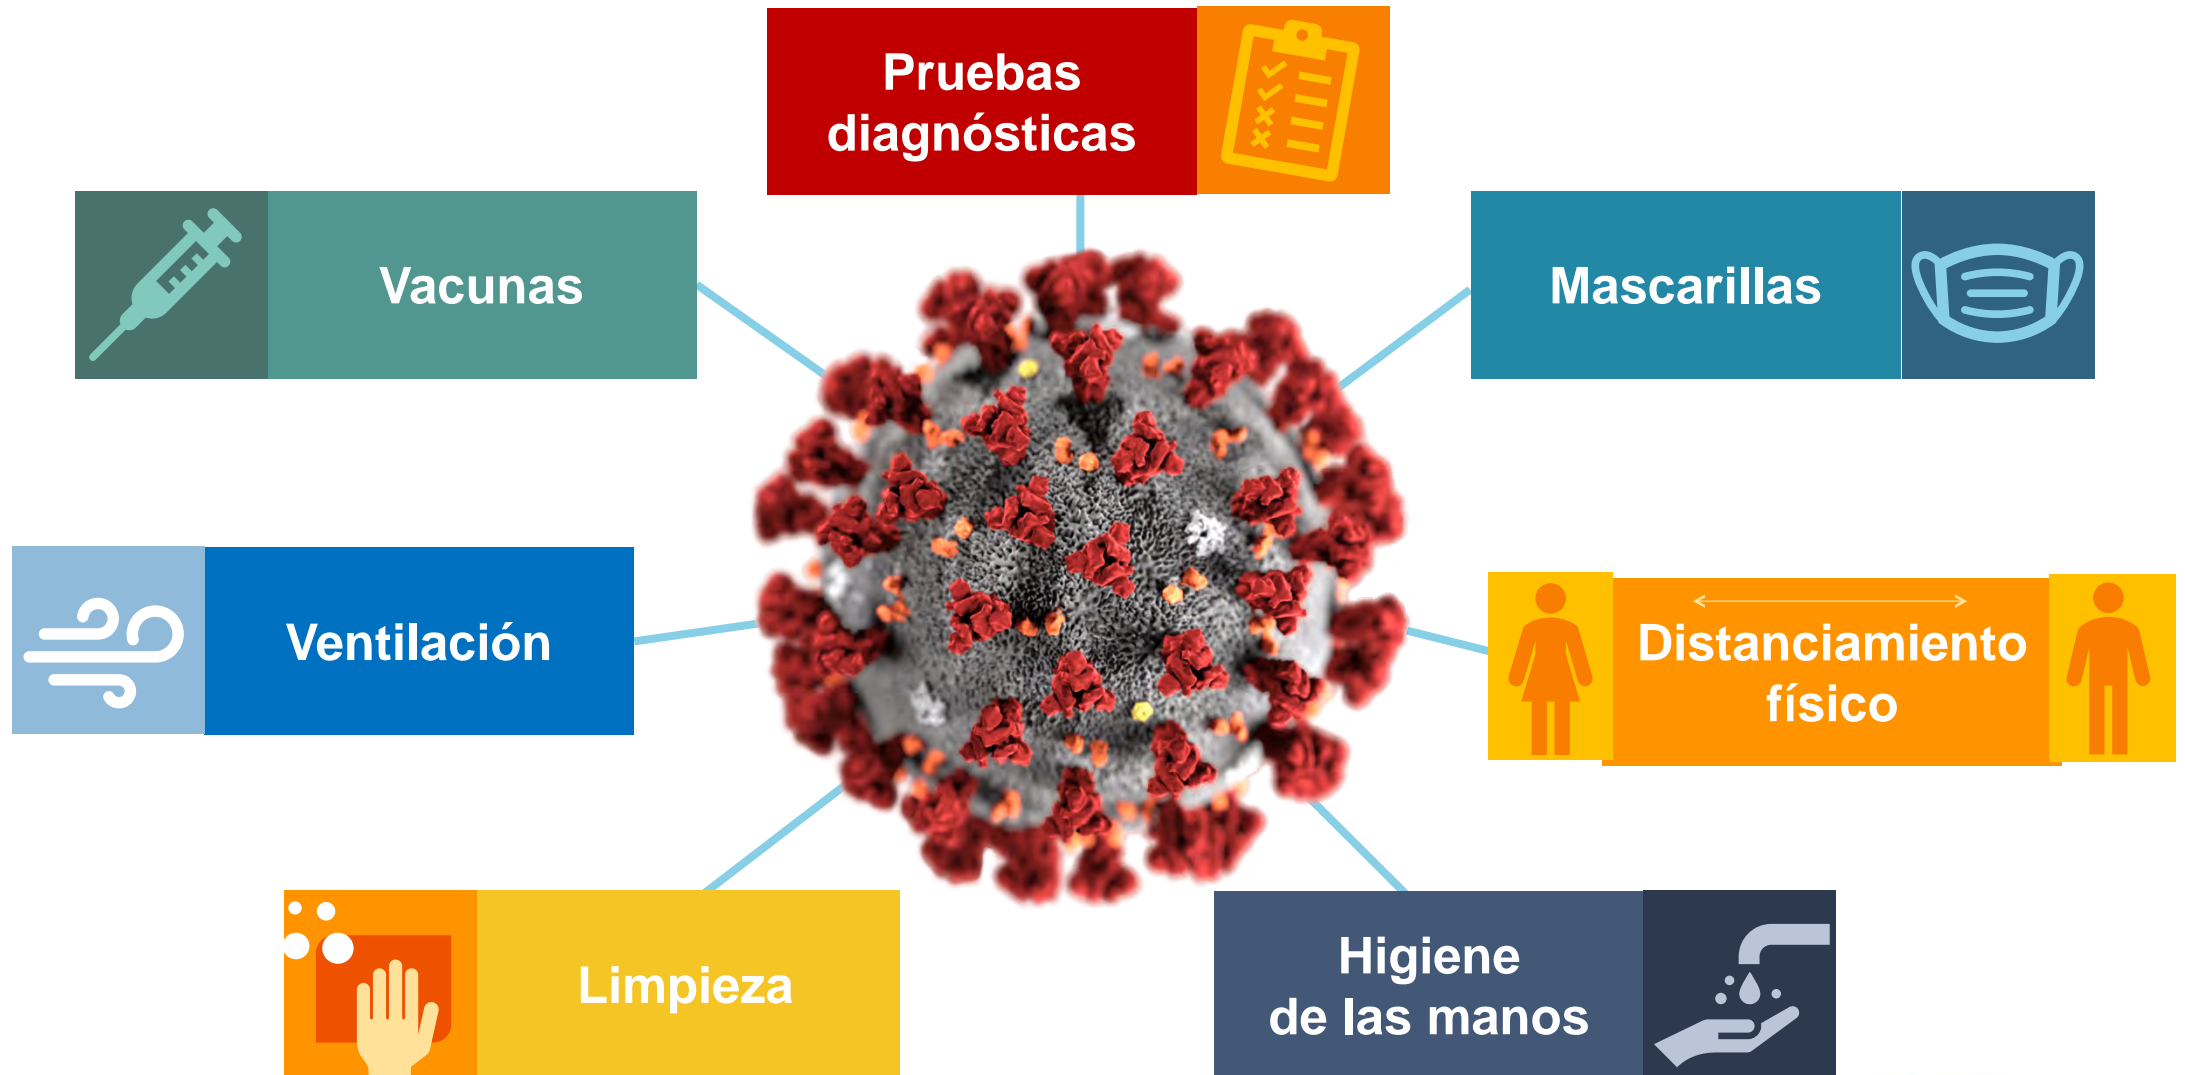 Pruebas
diagnósticas
Vacunas
Mascarillas
Ventilación
Distanciamiento
físico
Limpieza
Higiene
de las manos